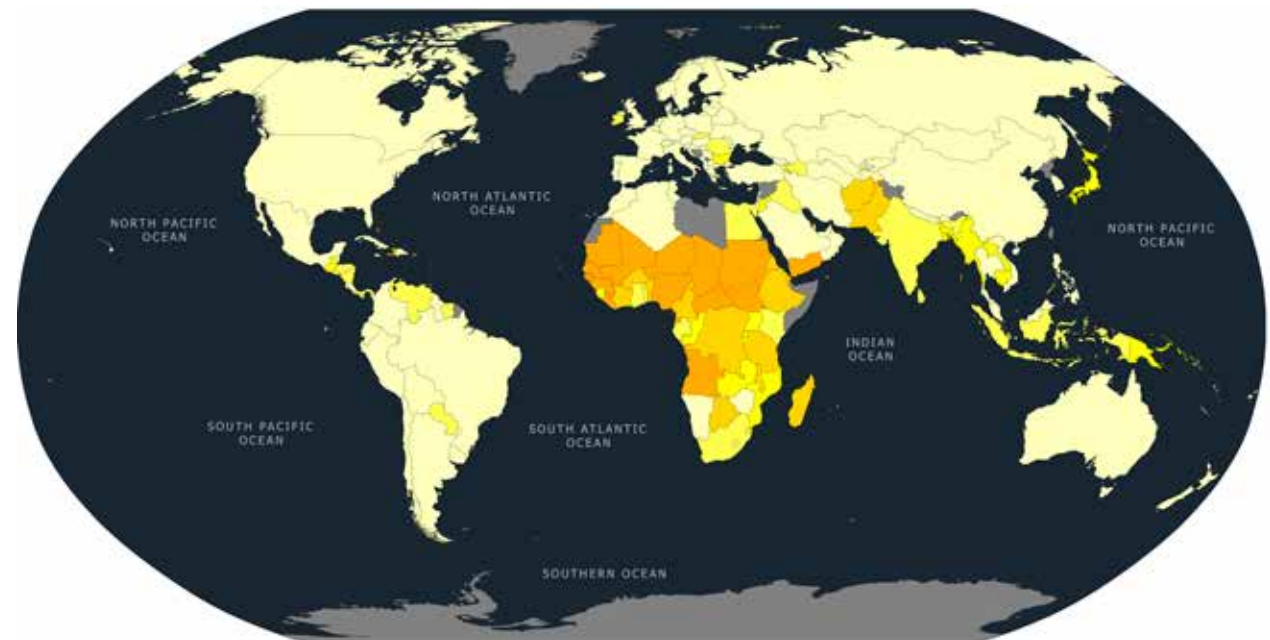 NORTH ATLANTIC
OCEAN
NORTH PACIFIC
OCEAN
NORTH PACIFIC
OCEAN
INDIAN
OCEAN
SOUTH PACIFIC
OCEAN
SOUTH ATLANTIC
OCEAN
SOUTHERN OCEAN